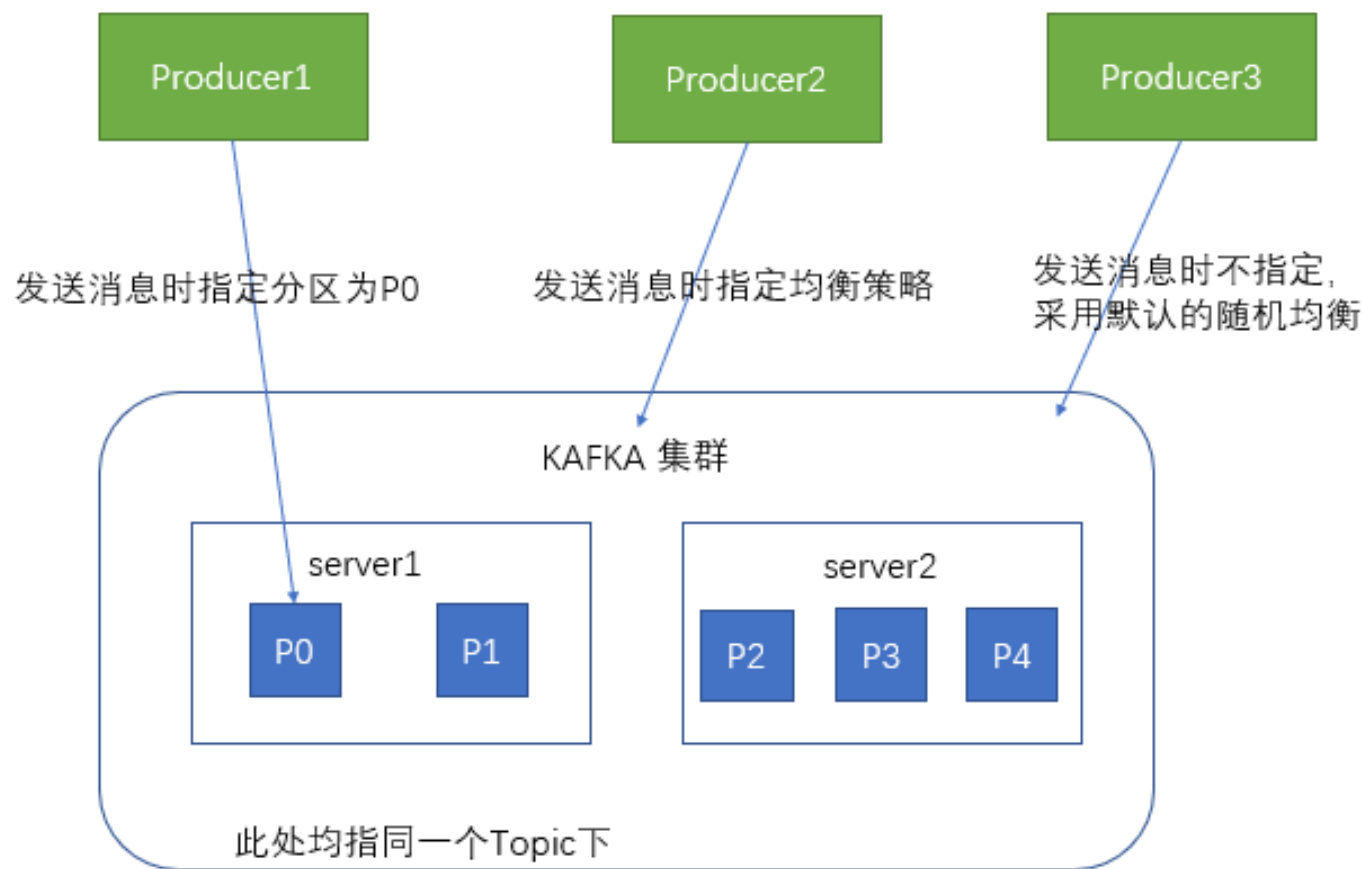 Producer1
Producer2
Producer3
发送消息时指定分区为P0
发送消息时指定均衡策略
发送消息时不指定,
采用默认的随机均衡
KAFKA 集群
server1
server2
P0
P1
P2
P3
P4
此处均指同一个Topic下